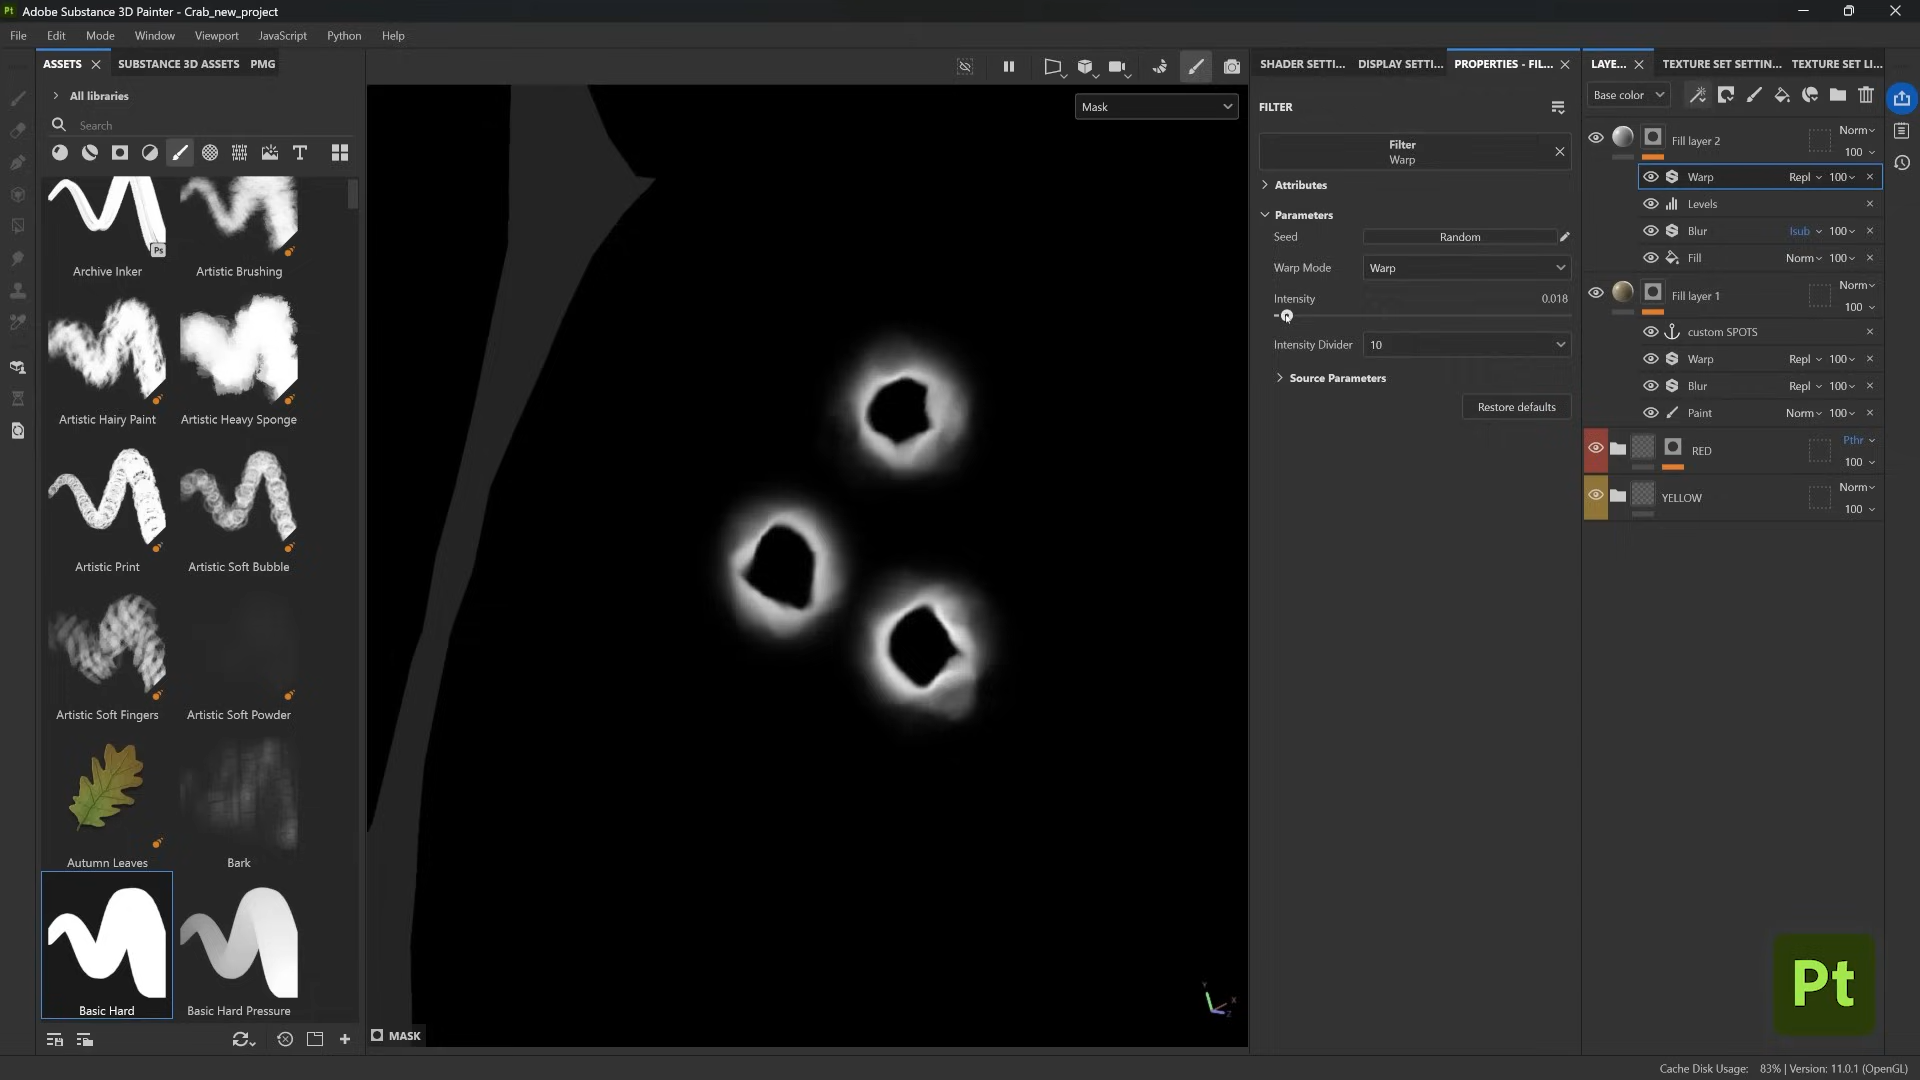 Pt Adobe Substance 3D Painter - Crab_new_project
File Edit Mode Window Viewport JavaScript Python Help
ASSETS SUBSTANCE 3D ASSETS PMG
All libraries
Search
Archive Inker
Artistic Brushing
Artistic Hairy Paint
Artistic Heavy Sponge
Artistic Print
Artistic Soft Bubble
Artistic Soft Fingers
Artistic Soft Powder
Autumn Leaves
Bark
Basic Hard
Basic Hard Pressure
Ps
Mask
MASK
Y
X
Z
SHADER SETTI... DISPLAY SETTI... PROPERTIES - FIL...
FILTER
Filter
Warp
Attributes
Parameters
Seed Random
Warp Mode Warp
Intensity 0.018
Intensity Divider 10
Source Parameters
Restore defaults
LAYE... TEXTURE SET SETTIN... TEXTURE SET LI...
Base color
Fill layer 2 Norm
100
Warp Repl 100
Levels
Blur lsub 100
Fill Norm 100
Fill layer 1 Norm
100
custom SPOTS
Warp Repl 100
Blur Repl 100
Paint Norm 100
RED Pthr
100
YELLOW Norm
100
Pt
Cache Disk Usage: 83% | Version: 11.0.1 (OpenGL)